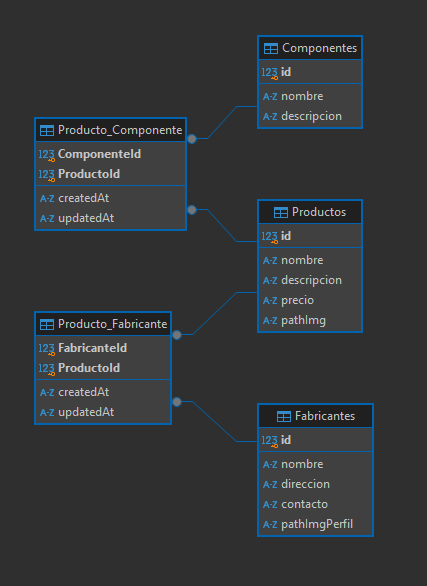 Componentes
123 id
A-Z nombre
A-Z descripcion
Producto_Componente
123 ComponenteId
123 ProductoId
A-Z createdAt
A-Z updatedAt
Productos
123 id
A-Z nombre
A-Z descripcion
A-Z precio
A-Z pathImg
Producto_Fabricante
123 FabricanteId
123 ProductoId
A-Z createdAt
A-Z updatedAt
Fabricantes
123 id
A-Z nombre
A-Z direccion
A-Z contacto
A-Z pathImgPerfil